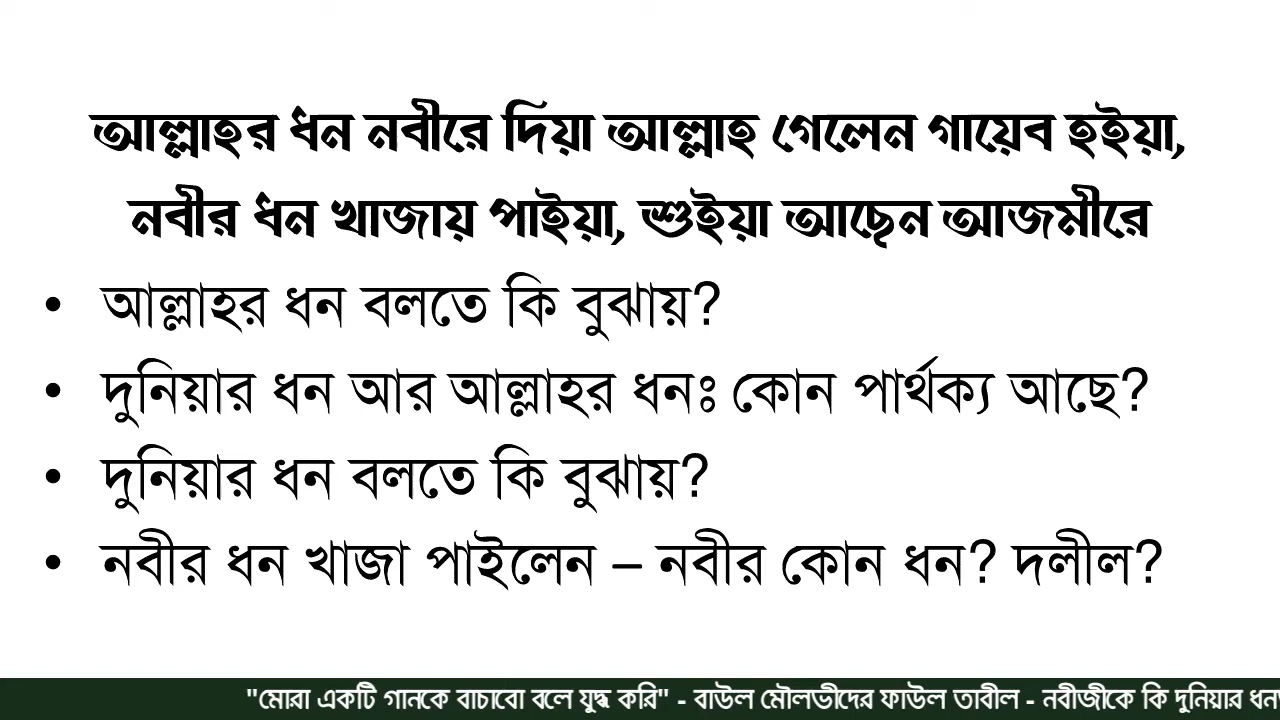 আল্লাহর ধন নবীরে দিয়া আল্লাহ গেলেন গায়েব হইয়া,
নবীর ধন খাজায় পাইয়া, শুইয়া আছেন আজমীরে
• আল্লাহর ধন বলতে কি বুঝায়?
• দুনিয়ার ধন আর আল্লাহর ধনঃ কোন পার্থক্য আছে?
• দুনিয়ার ধন বলতে কি বুঝায়?
• নবীর ধন খাজা পাইলেন – নবীর কোন ধন? দলীল?
"মোরা একটি গানকে বাচাবো বলে যুদ্ধ করি" - বাউল মৌলভীদের ফাউল তাবীল - নবীজীকে কি দুনিয়ার ধন